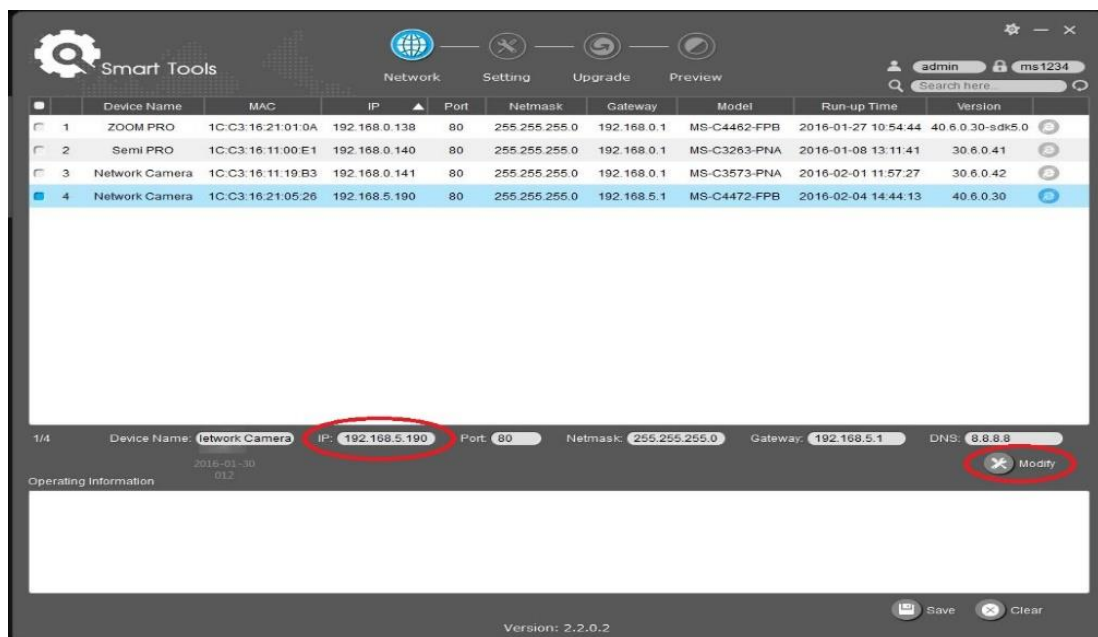 Smart Tools
Network Setting Upgrade Preview
admin ms1234
Search here...
Device Name MAC IP Port Netmask Gateway Model Run-up Time Version
1 ZOOM PRO 1C:C3:16:21:01:0A 192.168.0.138 80 255.255.255.0 192.168.0.1 MS-C4462-FPB 2016-01-27 10:54:44 40.6.0.30-sdk5.0
2 Semi PRO 1C:C3:16:11:00:E1 192.168.0.140 80 255.255.255.0 192.168.0.1 MS-C3263-PNA 2016-01-08 13:11:41 30.6.0.41
3 Network Camera 1C:C3:16:11:19:B3 192.168.0.141 80 255.255.255.0 192.168.0.1 MS-C3573-PNA 2016-02-01 11:57:27 30.6.0.42
4 Network Camera 1C:C3:16:21:05:26 192.168.5.190 80 255.255.255.0 192.168.5.1 MS-C4472-FPB 2016-02-04 14:44:13 40.6.0.30
1/4 Device Name: letwork Camera IP: 192.168.5.190 Port: 80 Netmask: 255.255.255.0 Gateway: 192.168.5.1 DNS: 8.8.8.8
2016-01-30
012
Modify
Operating Information
Save Clear
Version: 2.2.0.2